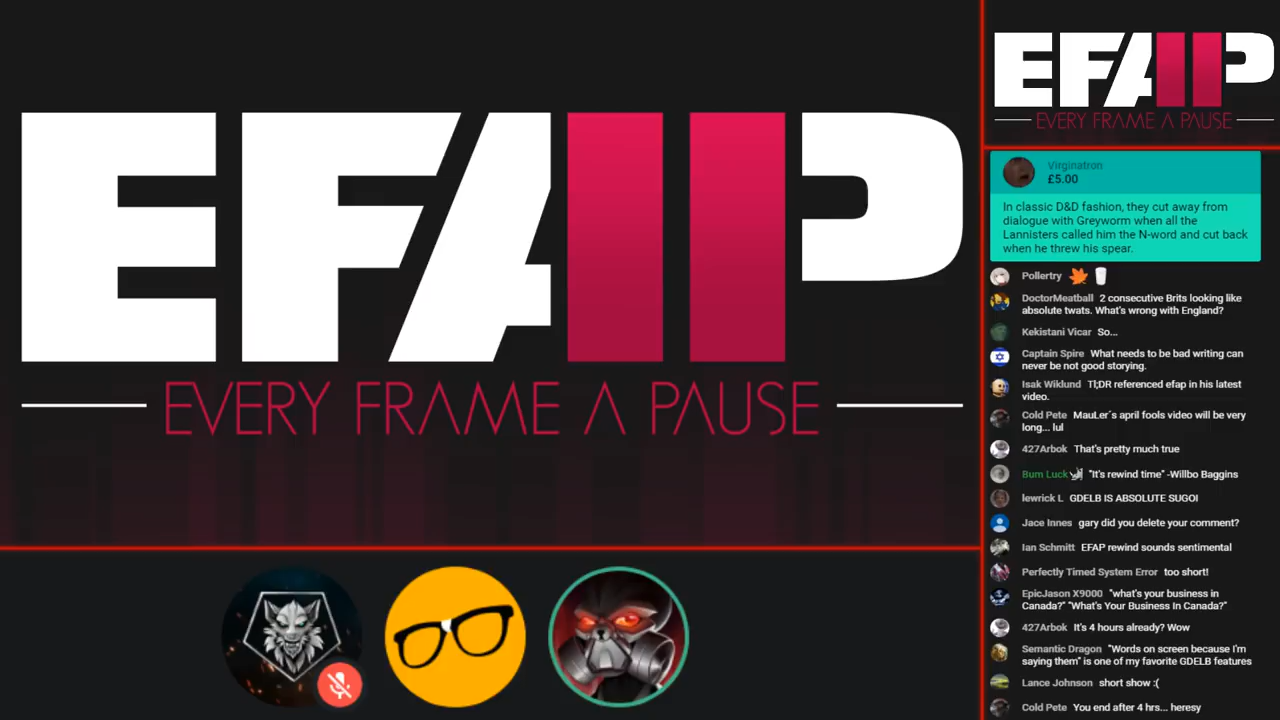 EFAP
EVERY FRAME A PAUSE
EFAP
EVERY FRAME A PAUSE
Virginatron
£5.00
In classic D&D fashion, they cut away from
dialogue with Greyworm when all the
Lannisters called him the N-word and cut back
when he threw his spear.
Pollertry
DoctorMeatball 2 consecutive Brits looking like
absolute twats. What's wrong with England?
Kekistani Vicar So...
Captain Spire What needs to be bad writing can
never be not good storying.
Isak Wiklund Tl;DR referenced efap in his latest
video.
Cold Pete MauLer´s april fools video will be very
long... lul
427Arbok That's pretty much true
Bum Luck "It's rewind time" -Willbo Baggins
lewrick L GDELB IS ABSOLUTE SUGOI
Jace Innes gary did you delete your comment?
Ian Schmitt EFAP rewind sounds sentimental
Perfectly Timed System Error too short!
EpicJason X9000 "what's your business in
Canada?" "What's Your Business In Canada?"
427Arbok It's 4 hours already? Wow
Semantic Dragon "Words on screen because I'm
saying them" is one of my favorite GDELB features
Lance Johnson short show :(
Cold Pete You end after 4 hrs... heresy